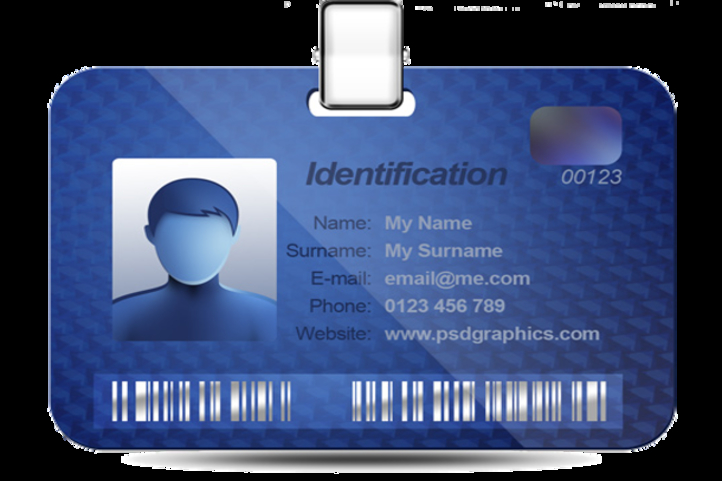 Identification
00123
Name: My Name
Surname: My Surname
E-mail: email@me.com
Phone: 0123 456 789
Website: www.psdgraphics.com